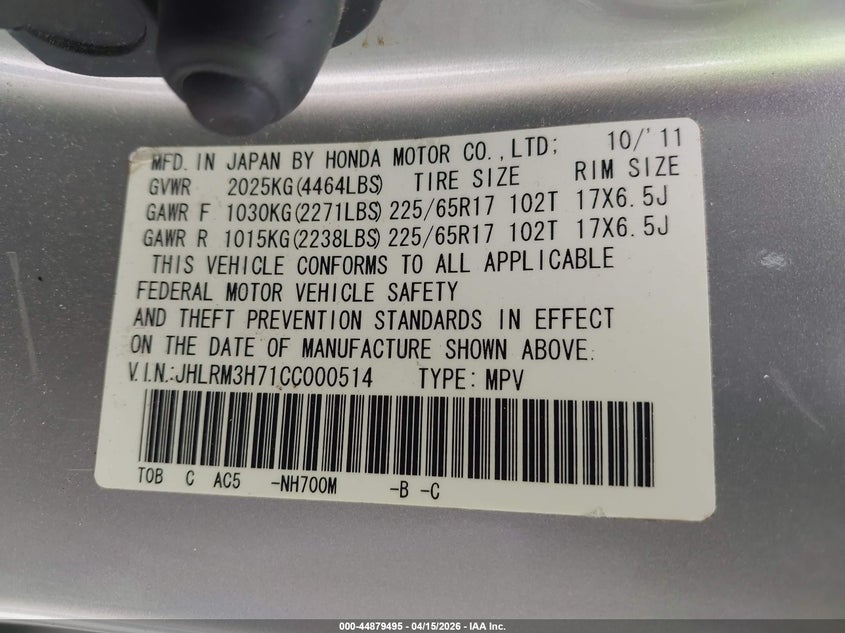 MFD. IN JAPAN BY HONDA MOTOR CO.,LTD; 10/'11
GVWR 2025KG(4464LBS) TIRE SIZE RIM SIZE
GAWR F 1030KG(2271LBS) 225/65R17 102T 17X6.5J
GAWR R 1015KG(2238LBS) 225/65R17 102T 17X6.5J
THIS VEHICLE CONFORMS TO ALL APPLICABLE
FEDERAL MOTOR VEHICLE SAFETY
AND THEFT PREVENTION STANDARDS IN EFFECT
ON THE DATE OF MANUFACTURE SHOWN ABOVE.
V.I.N.:JHLRM3H71CC000514 TYPE: MPV
TOB C AC5 -NH700M -B -C
000-44879495 - 04/15/2026 - IAA Inc.